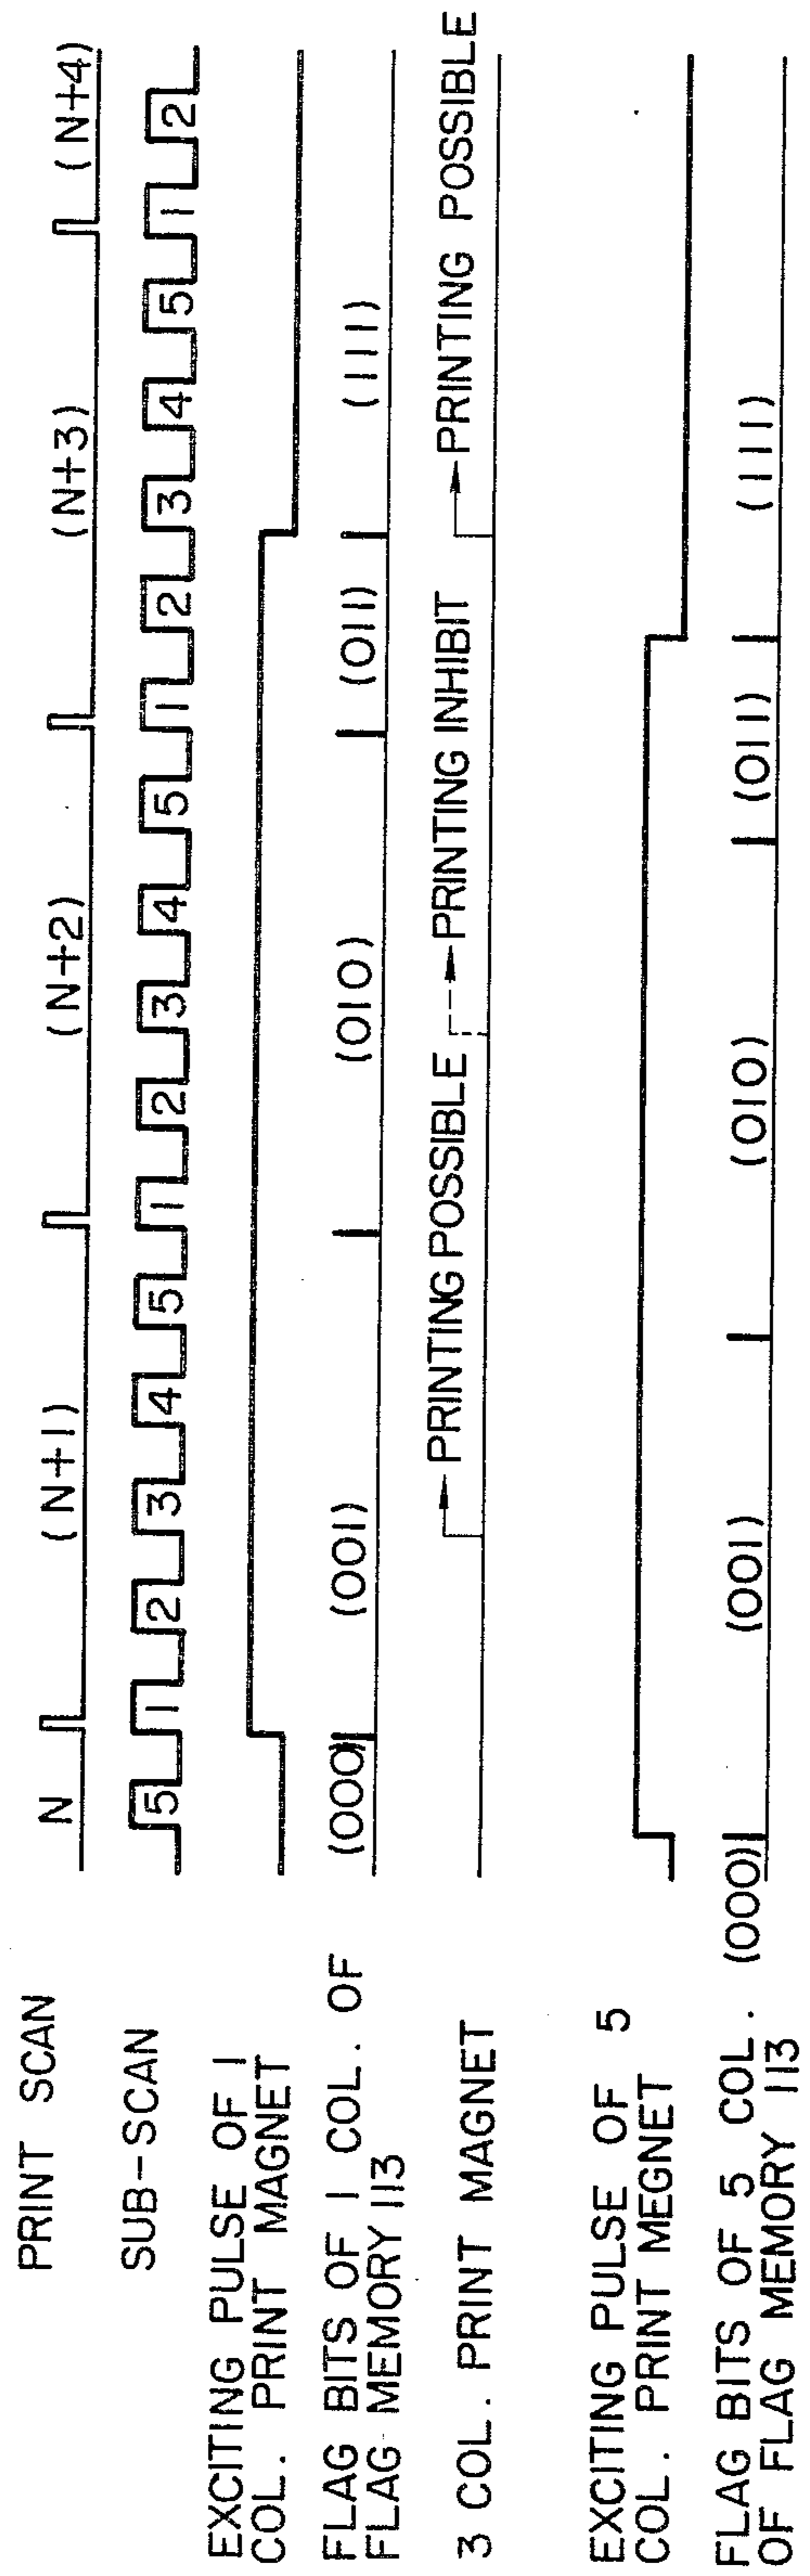 PRINT SCAN
N (N+1) (N+2) (N+3) (N+4)
SUB-SCAN
5 1 2 3 4 5 1 2 3 4 5 1 2 3 4 5 1 2
EXCITING PULSE OF 1
COL. PRINT MAGNET
FLAG BITS OF 1 COL. OF
FLAG MEMORY 113
(000) (001) (010) (011) (111)
3 COL. PRINT MAGNET
PRINTING POSSIBLE PRINTING INHIBIT PRINTING POSSIBLE
EXCITING PULSE OF 5
COL. PRINT MEGNET
FLAG BITS OF 5 COL.
OF FLAG MEMORY 113
(000) (001) (010) (011) (111)